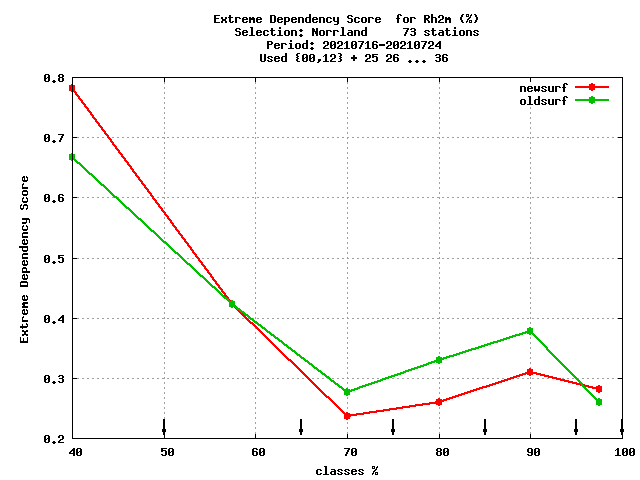 Extreme Dependency Score  for Rh2m (%)
Selection: Norrland     73 stations
Period: 20210716-20210724
Used {00,12} + 25 26 ... 36
newsurf
oldsurf
0.8
0.7
0.6
0.5
0.4
0.3
0.2
Extreme Dependency Score
40 50 60 70 80 90 100
classes %